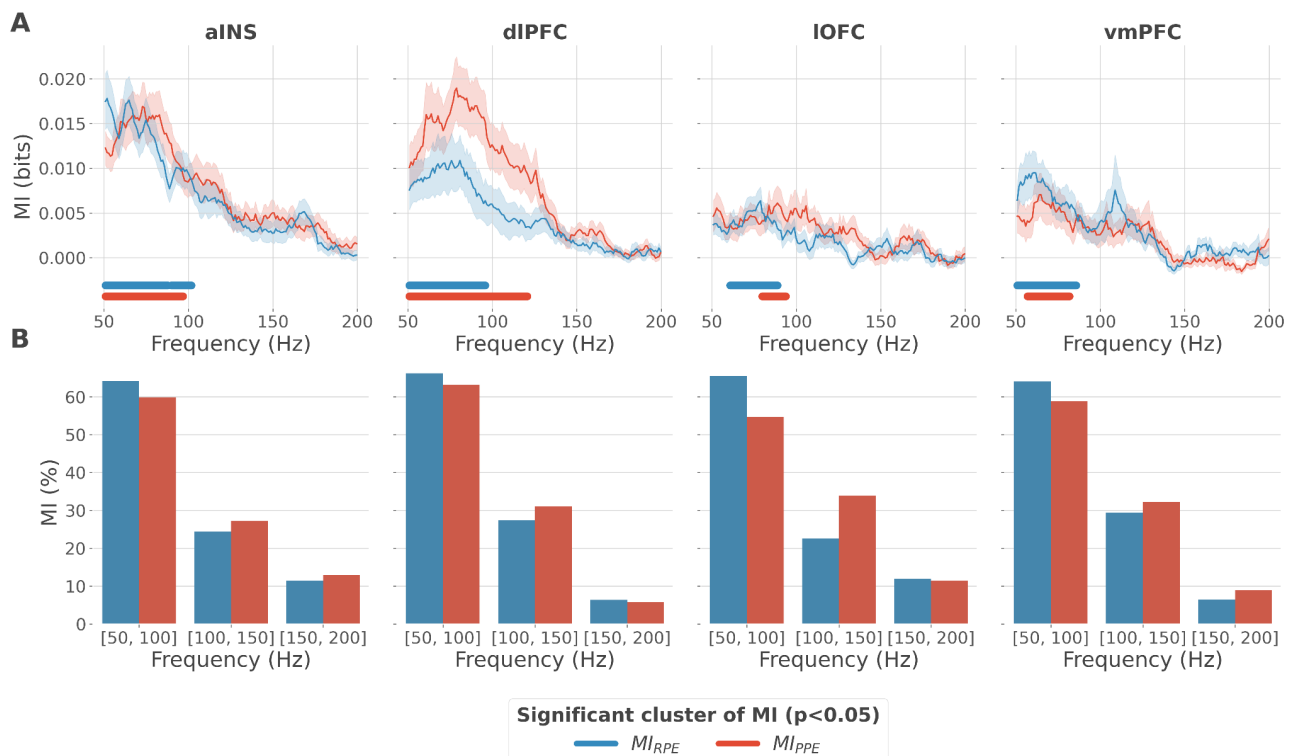 A
aINS dlPFC lOFC vmPFC
MI (bits)
0.020
0.015
0.010
0.005
0.000
50 100 150 200 50 100 150 200 50 100 150 200 50 100 150 200
Frequency (Hz) Frequency (Hz) Frequency (Hz) Frequency (Hz)
B
MI (%)
60
50
40
30
20
10
0
[50, 100] [100, 150] [150, 200] [50, 100] [100, 150] [150, 200] [50, 100] [100, 150] [150, 200] [50, 100] [100, 150] [150, 200]
Frequency (Hz) Frequency (Hz) Frequency (Hz) Frequency (Hz)
Significant cluster of MI (p<0.05)
MI_RPE MI_PPE